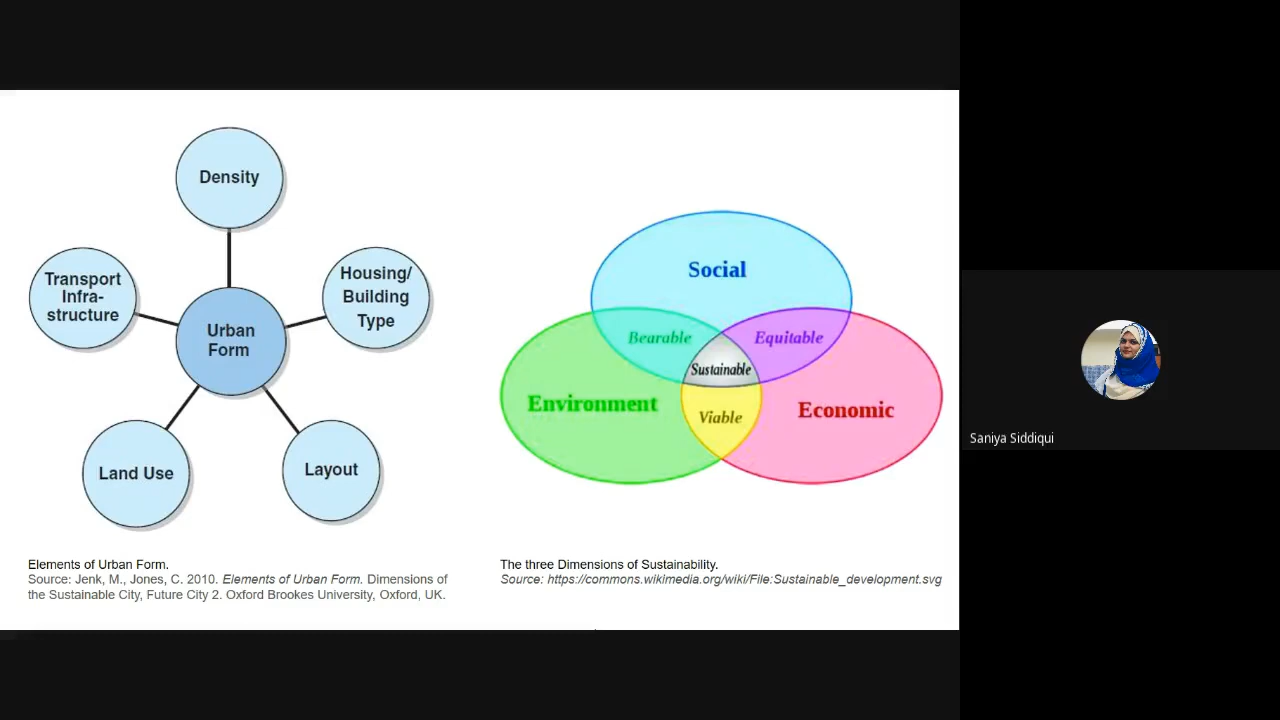 Density
Transport
Infra-
structure
Housing/
Building
Type
Urban
Form
Land Use
Layout
Elements of Urban Form.
Source: Jenk, M., Jones, C. 2010. Elements of Urban Form. Dimensions of
the Sustainable City, Future City 2. Oxford Brookes University, Oxford, UK.
Social
Bearable
Equitable
Sustainable
Environment
Economic
Viable
The three Dimensions of Sustainability.
Source: https://commons.wikimedia.org/wiki/File:Sustainable_development.svg
Saniya Siddiqui